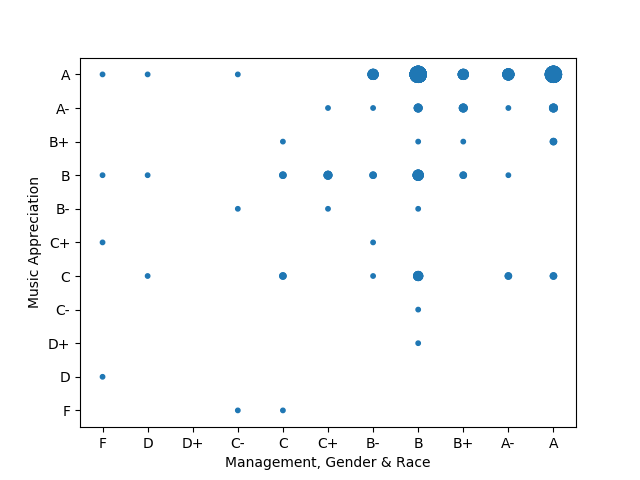 A
A-
B+
B
B-
C+
C
C-
D+
D
F
Music Appreciation
F D D+ C- C C+ B- B B+ A- A
Management, Gender & Race